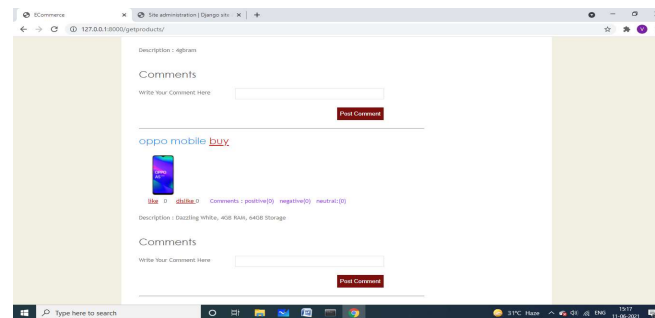 ECommerce
Site administration | Django site
127.0.0.1:8000/getproducts/
Description : 4gbram
Comments
Write Your Comment Here
Post Comment
oppo mobile buy
OPPO
like 0 dislike 0 Comments : positive(0) negative(0) neutral:(0)
Description : Dazzling White, 4GB RAM, 64GB Storage
Comments
Write Your Comment Here
Post Comment
Type here to search
31°C Haze
ENG
15:17
11-06-2021